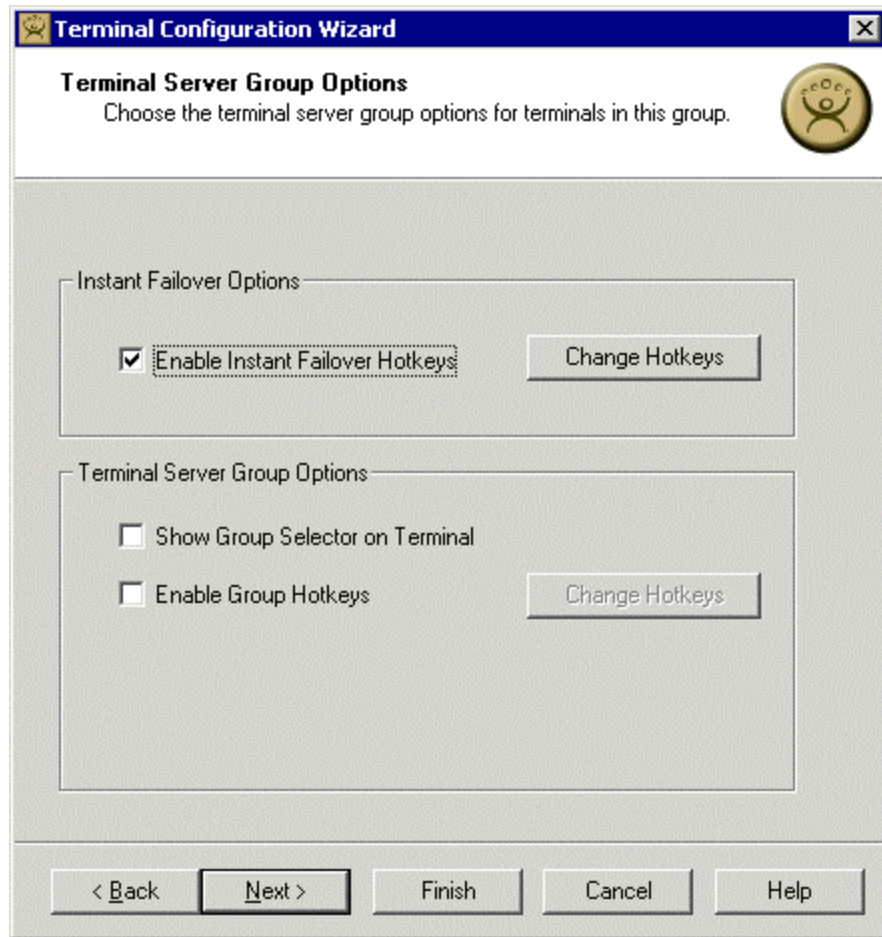 Terminal Configuration Wizard
Terminal Server Group Options
Choose the terminal server group options for terminals in this group.
Instant Failover Options
Enable Instant Failover Hotkeys
Change Hotkeys
Terminal Server Group Options
Show Group Selector on Terminal
Enable Group Hotkeys
Change Hotkeys
< Back
Next >
Finish
Cancel
Help